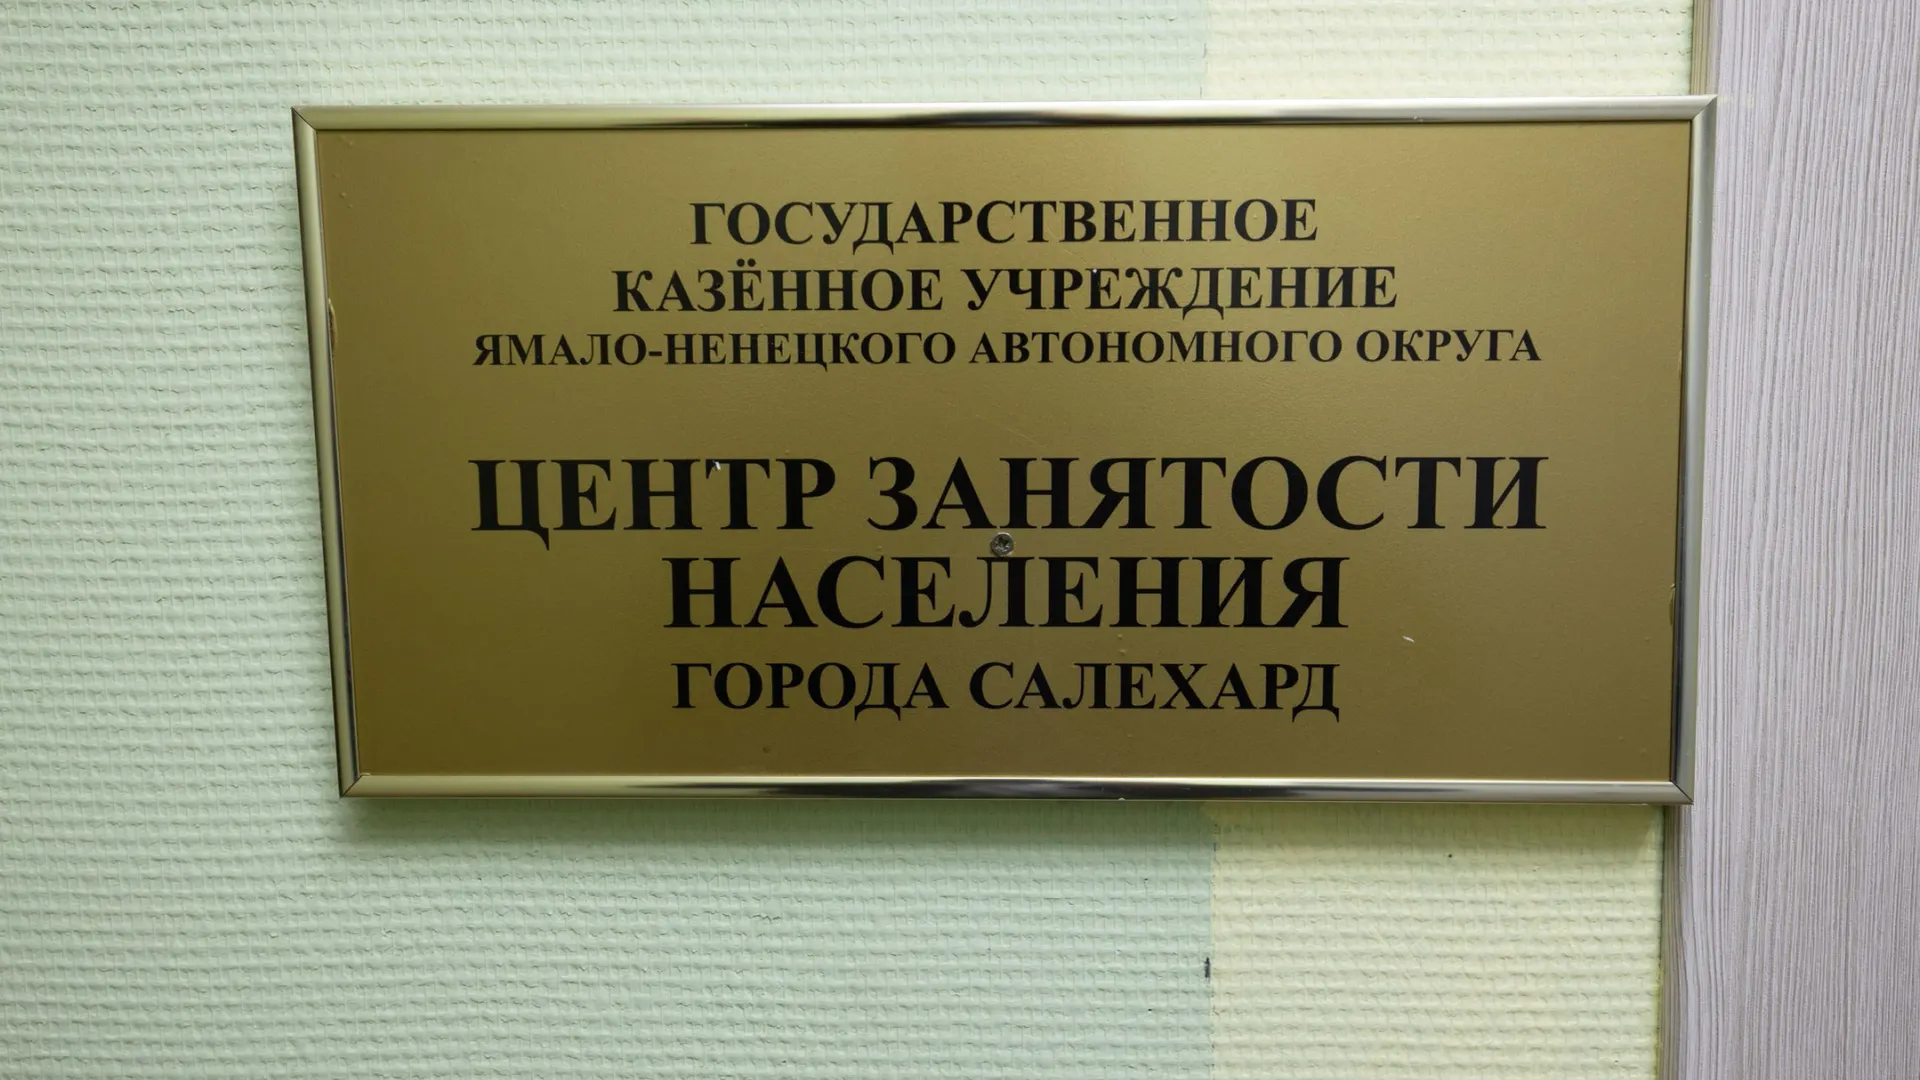 ГОСУДАРСТВЕННОЕ
КАЗЁННОЕ УЧРЕЖДЕНИЕ
ЯМАЛО-НЕНЕЦКОГО АВТОНОМНОГО ОКРУГА
ЦЕНТР ЗАНЯТОСТИ
НАСЕЛЕНИЯ
ГОРОДА САЛЕХАРД